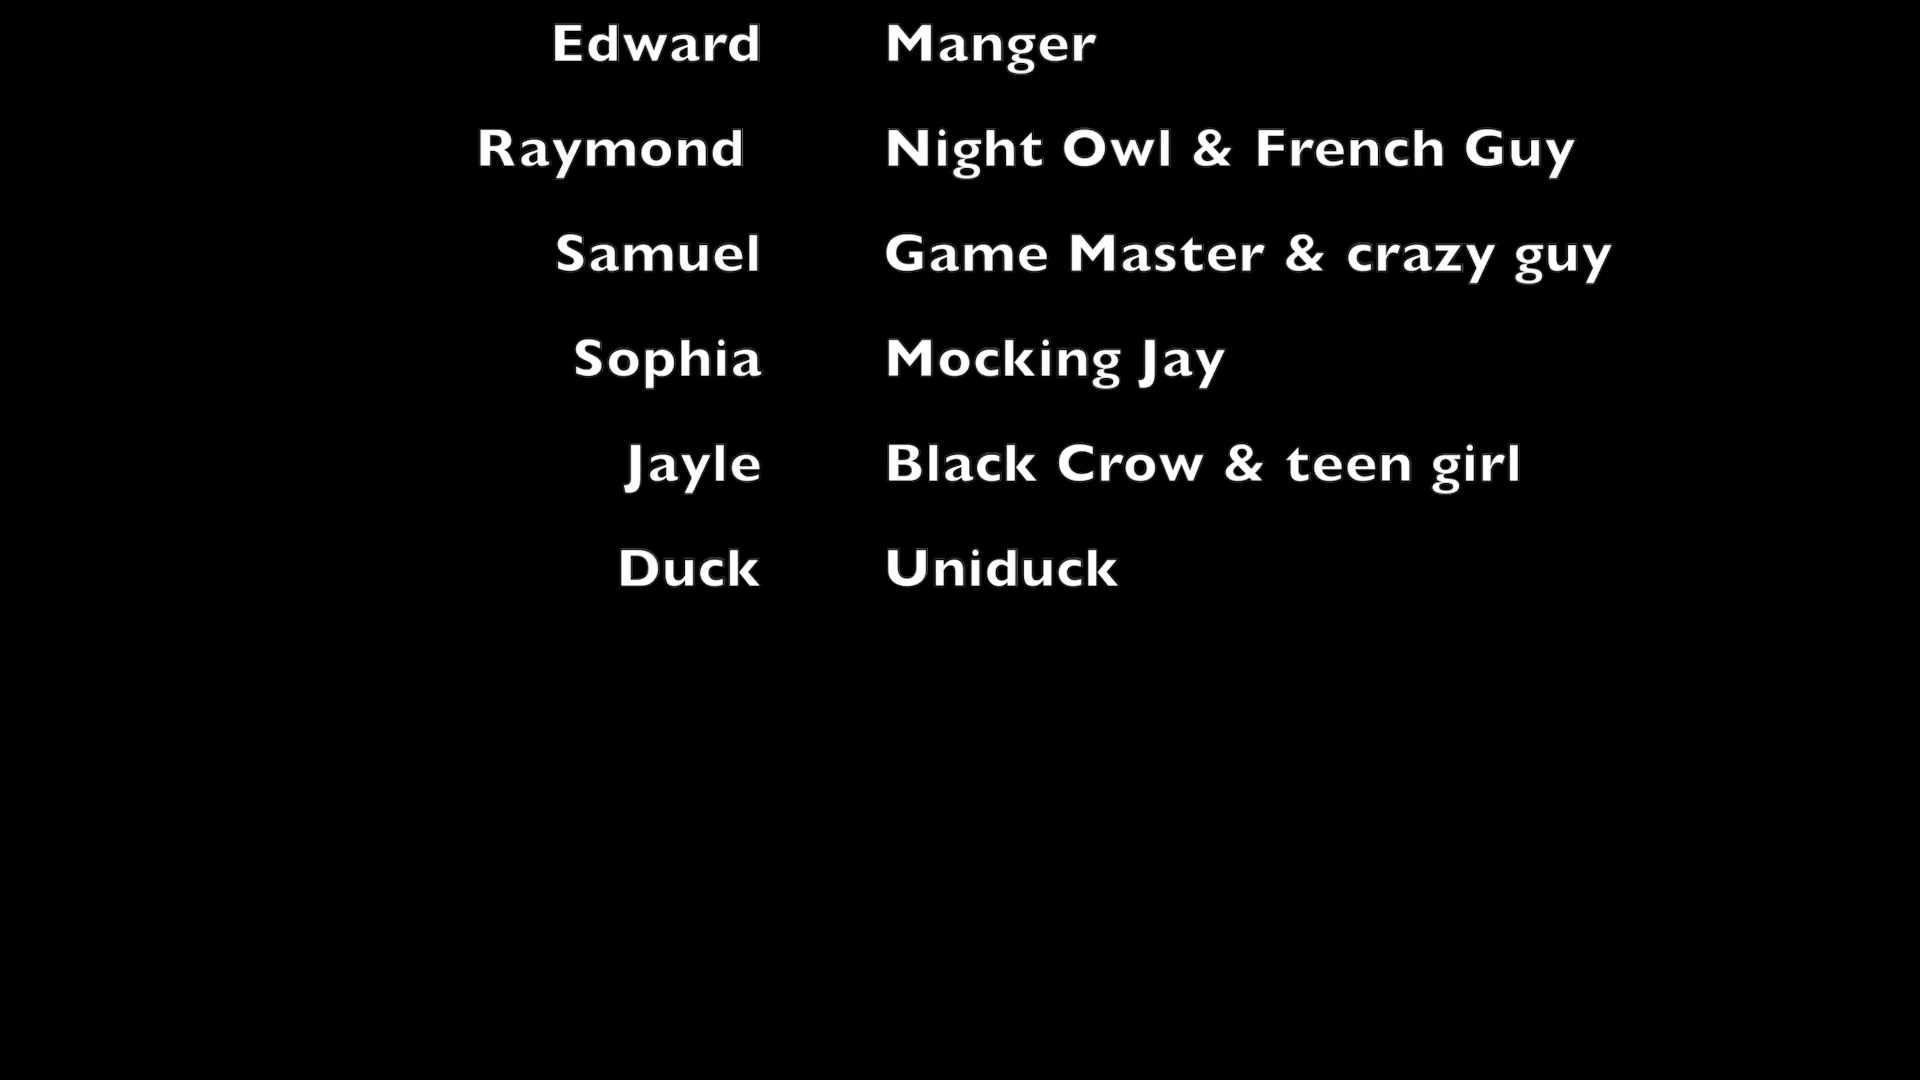 Edward Manger
Raymond Night Owl & French Guy
Samuel Game Master & crazy guy
Sophia Mocking Jay
Jayle Black Crow & teen girl
Duck Uniduck